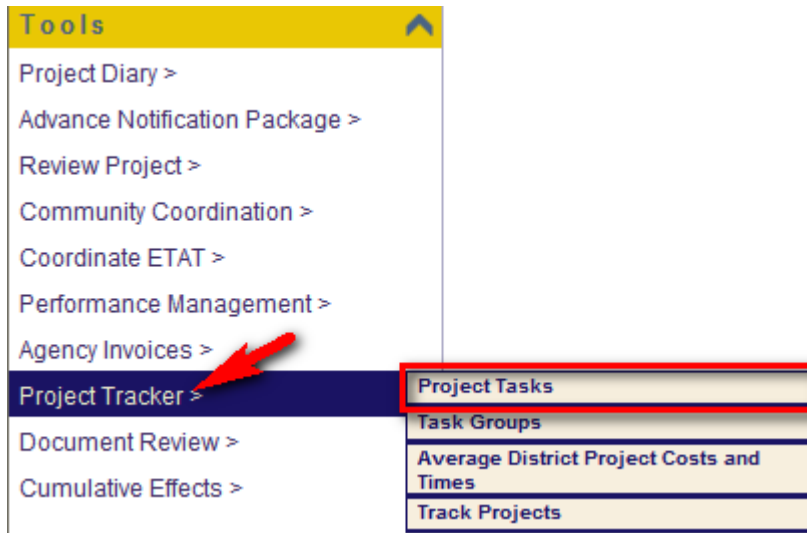 Tools
Project Diary >
Advance Notification Package >
Review Project >
Community Coordination >
Coordinate ETAT >
Performance Management >
Agency Invoices >
Project Tracker >
Project Tasks
Task Groups
Average District Project Costs and
Times
Track Projects
Document Review >
Cumulative Effects >